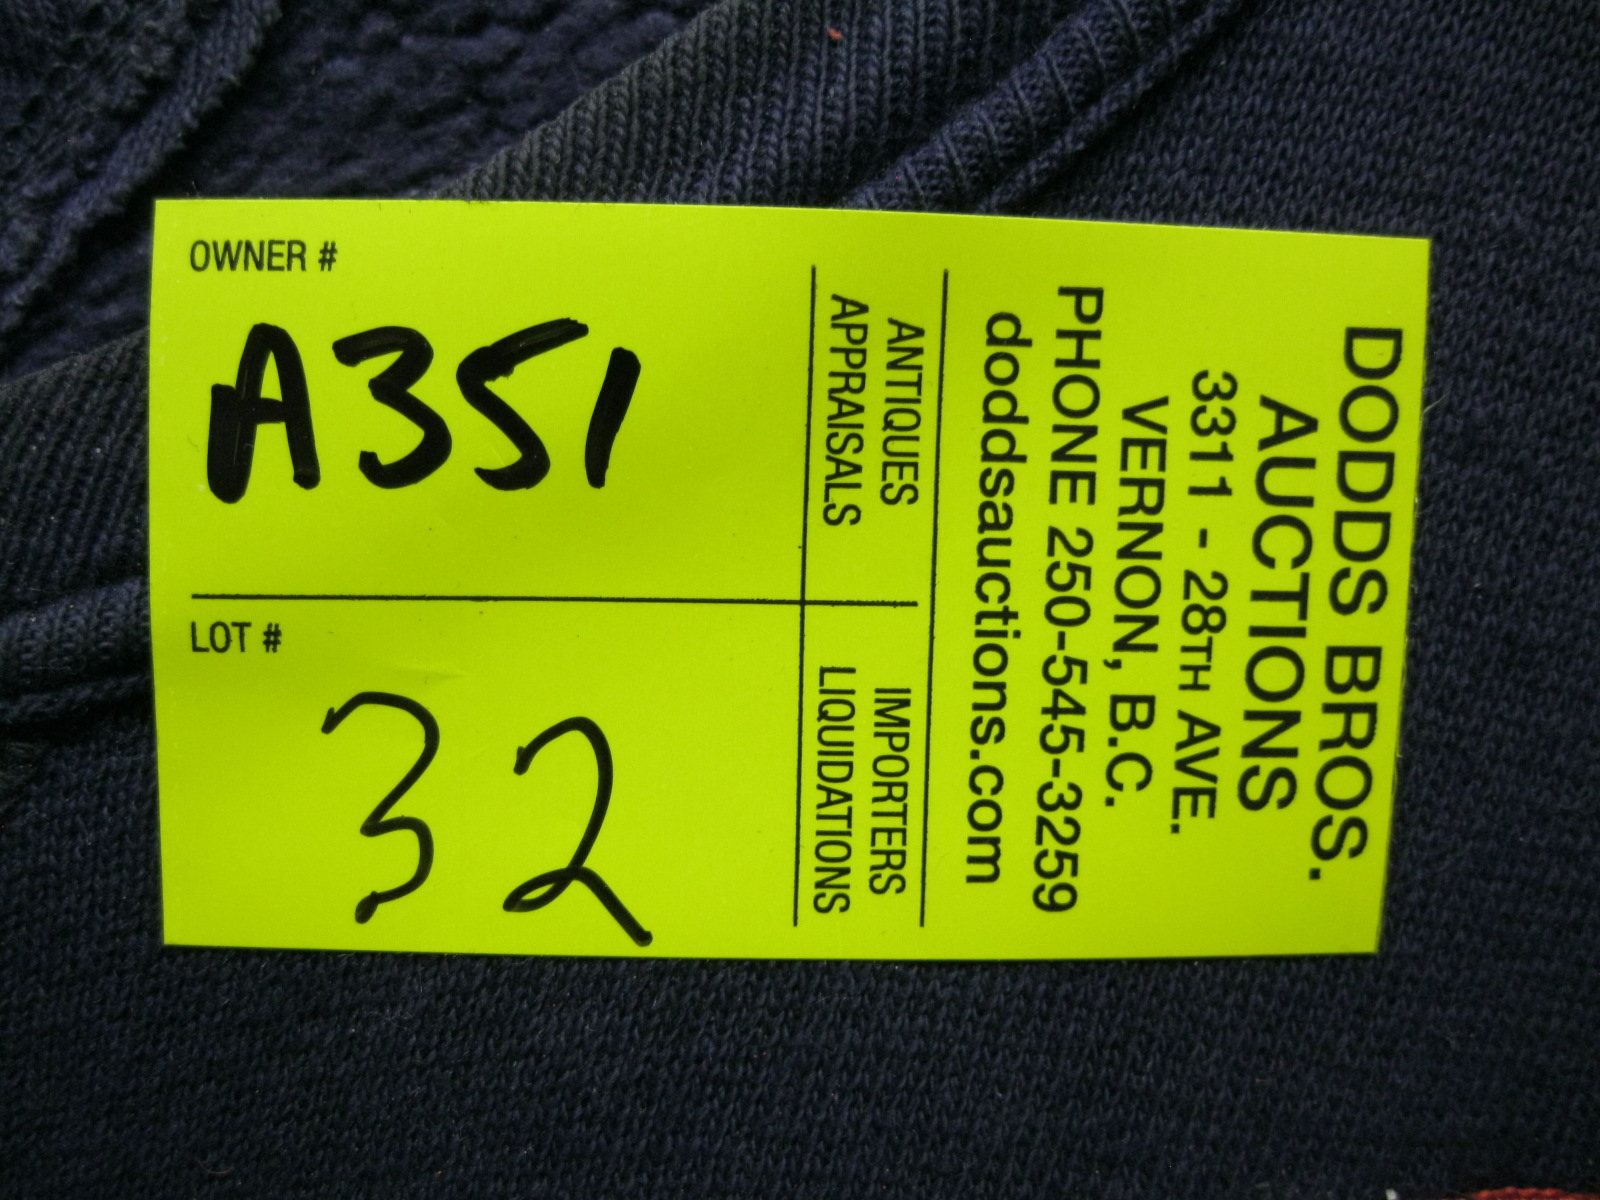 OWNER #
A351
LOT #
32
ANTIQUES
APPRAISALS
IMPORTERS
LIQUIDATIONS
DODDS BROS.
AUCTIONS
3311 - 28TH AVE.
VERNON, B.C.
PHONE 250-545-3259
doddsauctions.com